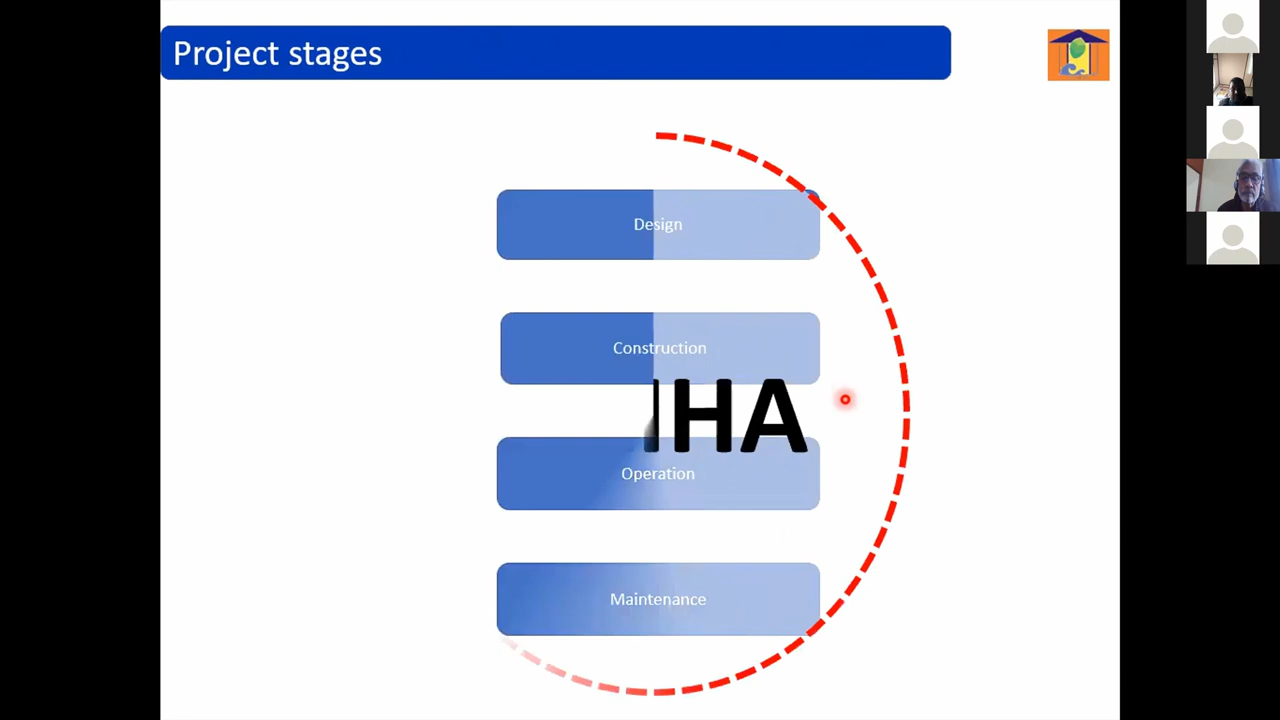 Project stages
Design
Construction
HA
Operation
Maintenance